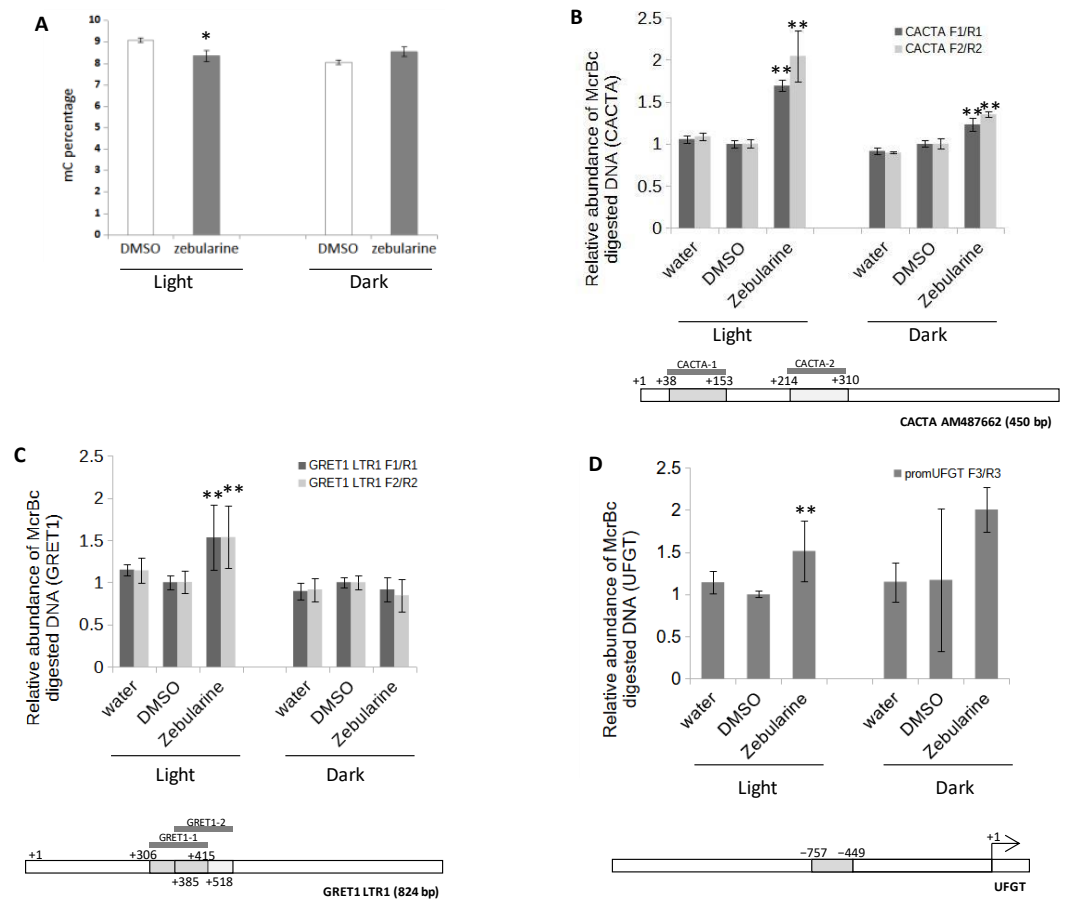 A
mC percentage
10
9
8
7
6
5
4
3
2
1
0
*
DMSO
zebularine
DMSO
zebularine
Light
Dark
B
Relative abundance of McrBc
digested DNA (CACTA)
2.5
2
1.5
1
0.5
0
CACTA F1/R1
CACTA F2/R2
**
**
**
**
water
DMSO
Zebularine
water
DMSO
Zebularine
Light
Dark
CACTA-1
CACTA-2
+1
+38
+153
+214
+310
CACTA AM487662 (450 bp)
C
Relative abundance of McrBc
digested DNA (GRET1)
2.5
2
1.5
1
0.5
0
GRET1 LTR1 F1/R1
GRET1 LTR1 F2/R2
**
**
water
DMSO
Zebularine
water
DMSO
Zebularine
Light
Dark
GRET1-2
GRET1-1
+1
+306
+415
+385
+518
GRET1 LTR1 (824 bp)
D
Relative abundance of McrBc
digested DNA (UFGT)
2.5
2
1.5
1
0.5
0
promUFGT F3/R3
**
water
DMSO
Zebularine
water
DMSO
Zebularine
Light
Dark
+1
−757
−449
UFGT